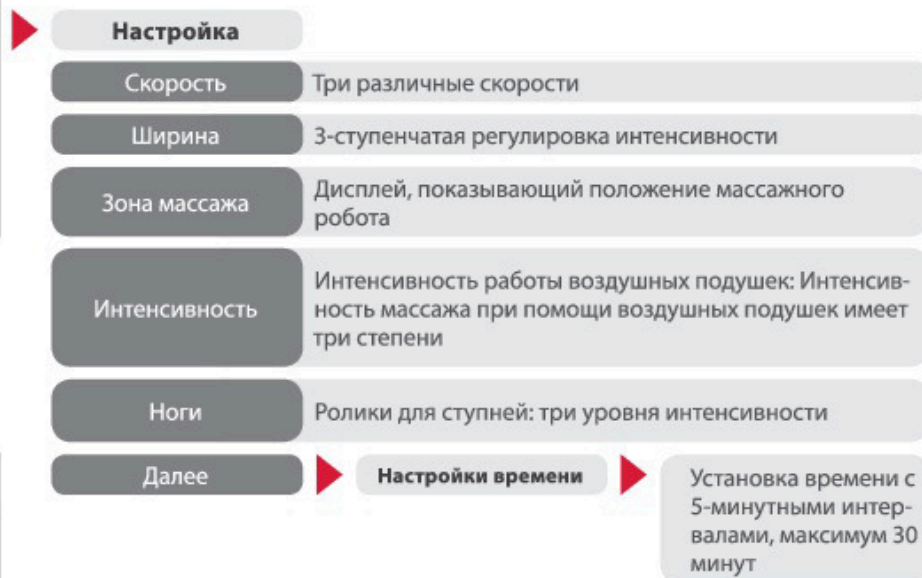 Настройка
Скорость
Три различные скорости
Ширина
3-ступенчатая регулировка интенсивности
Зона массажа
Дисплей, показывающий положение массажного
робота
Интенсивность
Интенсивность работы воздушных подушек: Интенсив-
ность массажа при помощи воздушных подушек имеет
три степени
Ноги
Ролики для ступней: три уровня интенсивности
Далее
Настройки времени
Установка времени с
5-минутными интер-
валами, максимум 30
минут